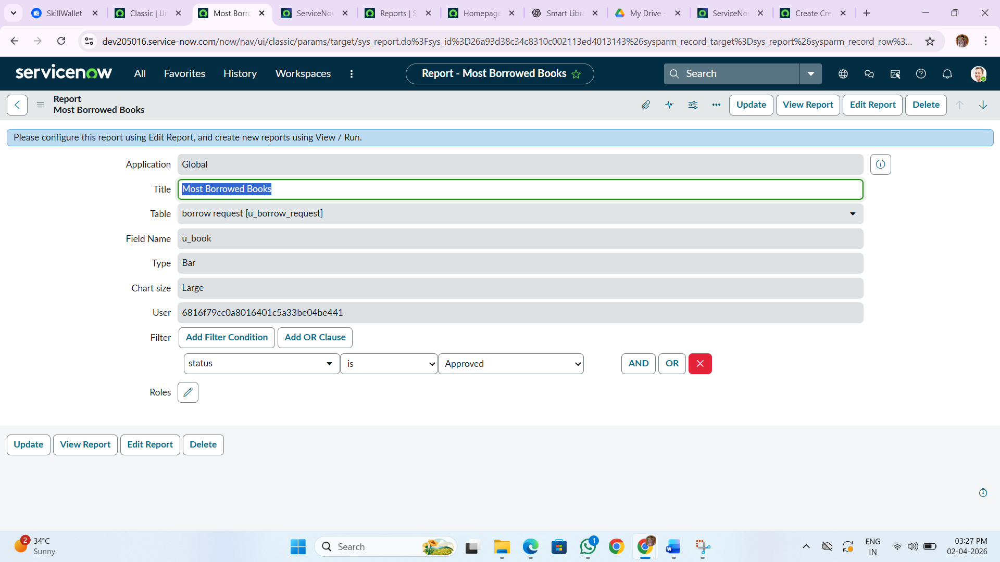 SkillWallet
Classic | Un
Most Borro
ServiceNow
Reports | S
Homepage
Smart Libra
My Drive -
ServiceNow
Create Cre
dev205016.service-now.com/now/nav/ui/classic/params/target/sys_report.do%3Fsys_id%3D26a93d38c34c8310c002113ed4013143%26sysparm_record_target%3Dsys_report%26sysparm_record_row%3...
servicenow
All
Favorites
History
Workspaces
Report - Most Borrowed Books
Search
Report
Most Borrowed Books
Update
View Report
Edit Report
Delete
Please configure this report using Edit Report, and create new reports using View / Run.
Application
Global
Title
Most Borrowed Books
Table
borrow request [u_borrow_request]
Field Name
u_book
Type
Bar
Chart size
Large
User
6816f79cc0a8016401c5a33be04be441
Filter
Add Filter Condition
Add OR Clause
status
is
Approved
AND
OR
Roles
Update
View Report
Edit Report
Delete
2
34°C
Sunny
Search
1
ENG
IN
03:27 PM
02-04-2026